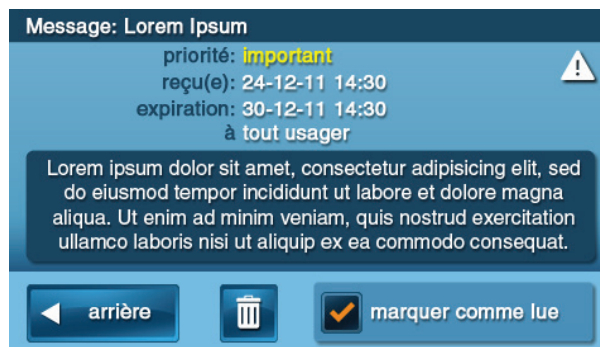 Message: Lorem Ipsum
priorité: important
reçu(e): 24-12-11 14:30
expiration: 30-12-11 14:30
à tout usager
Lorem ipsum dolor sit amet, consectetur adipisicing elit, sed
do eiusmod tempor incididunt ut labore et dolore magna
aliqua. Ut enim ad minim veniam, quis nostrud exercitation
ullamco laboris nisi ut aliquip ex ea commodo consequat.
arrière
marquer comme lue